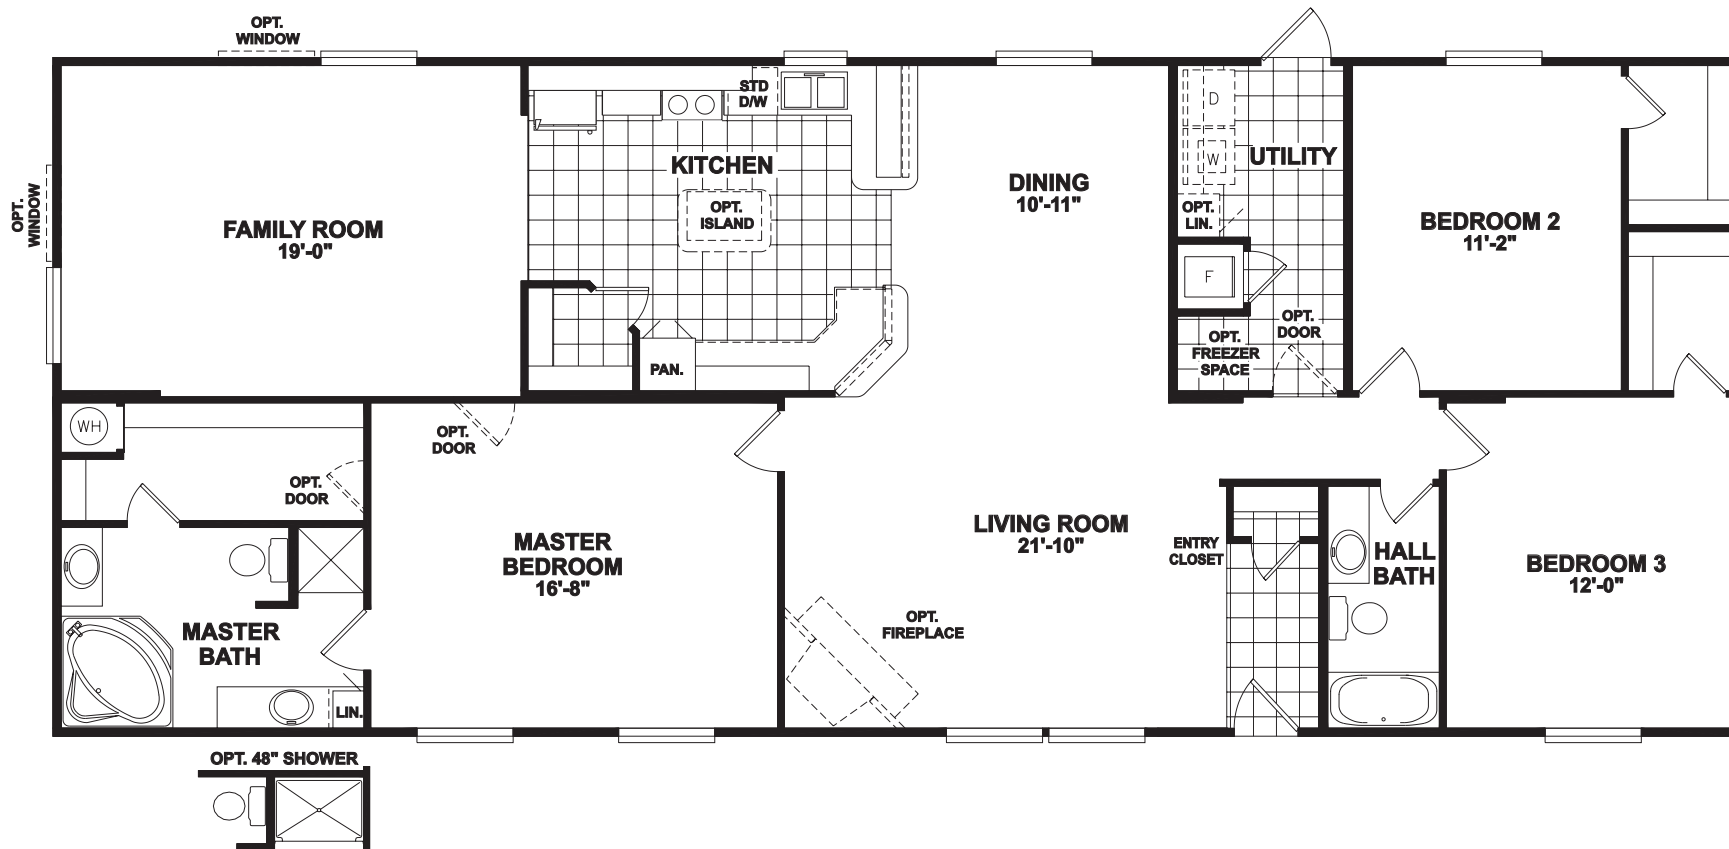 OPT.
WINDOW
OPT.
WINDOW
FAMILY ROOM
19'-0"
STD
D/W
KITCHEN
OPT.
ISLAND
PAN.
DINING
10'-11"
D
W
UTILITY
OPT.
LIN.
F
OPT.
DOOR
OPT.
FREEZER
SPACE
BEDROOM 2
11'-2"
WH
OPT.
DOOR
OPT.
DOOR
MASTER
BEDROOM
16'-8"
MASTER
BATH
LIN.
LIVING ROOM
21'-10"
OPT.
FIREPLACE
ENTRY
CLOSET
HALL
BATH
BEDROOM 3
12'-0"
OPT. 48" SHOWER